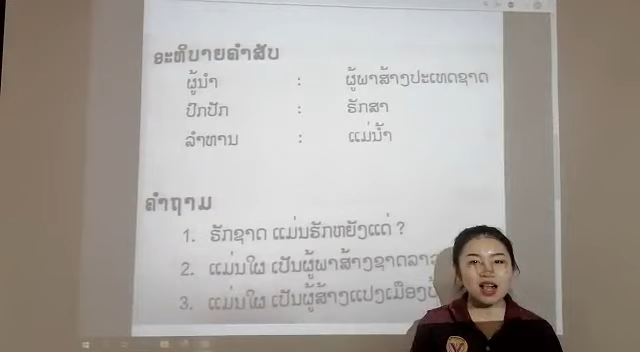 ອະທິບາຍຄຳສັບ
ຜູ້ນຳ : ຜູ້ພາສ້າງປະເທດຊາດ
ປົກປັກ : ຮັກສາ
ລຳທານ : ແມ່ນ້ຳ
ຄຳຖາມ
1. ຮັກຊາດ ແມ່ນຮັກຫຍັງແດ່ ?
2. ແມ່ນໃຜ ເປັນຜູ້ພາສ້າງຊາດລາວ
3. ແມ່ນໃຜ ເປັນຜູ້ສ້າງແປງເມືອງ